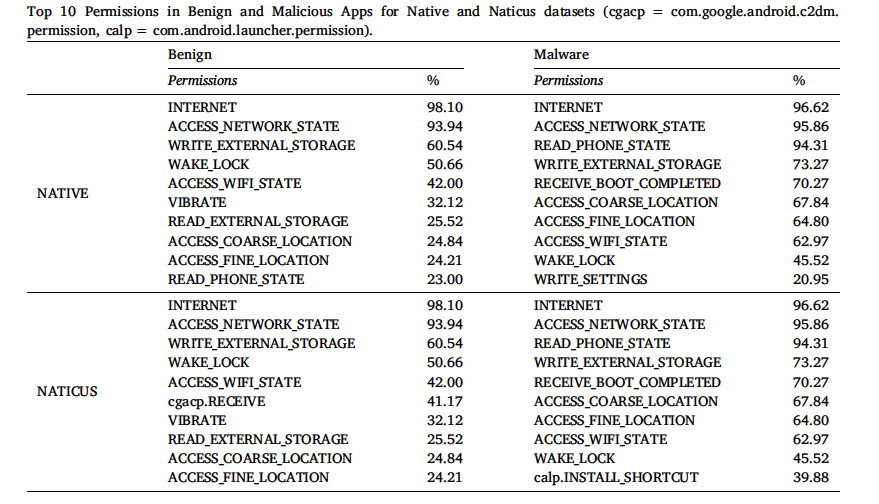 Top 10 Permissions in Benign and Malicious Apps for Native and Naticus datasets (cgacp = com.google.android.c2dm.
permission, calp = com.android.launcher.permission).
Benign Malware
Permissions % Permissions %
NATIVE
INTERNET 98.10 INTERNET 96.62
ACCESS_NETWORK_STATE 93.94 ACCESS_NETWORK_STATE 95.86
WRITE_EXTERNAL_STORAGE 60.54 READ_PHONE_STATE 94.31
WAKE_LOCK 50.66 WRITE_EXTERNAL_STORAGE 73.27
ACCESS_WIFI_STATE 42.00 RECEIVE_BOOT_COMPLETED 70.27
VIBRATE 32.12 ACCESS_COARSE_LOCATION 67.84
READ_EXTERNAL_STORAGE 25.52 ACCESS_FINE_LOCATION 64.80
ACCESS_COARSE_LOCATION 24.84 ACCESS_WIFI_STATE 62.97
ACCESS_FINE_LOCATION 24.21 WAKE_LOCK 45.52
READ_PHONE_STATE 23.00 WRITE_SETTINGS 20.95
NATICUS
INTERNET 98.10 INTERNET 96.62
ACCESS_NETWORK_STATE 93.94 ACCESS_NETWORK_STATE 95.86
WRITE_EXTERNAL_STORAGE 60.54 READ_PHONE_STATE 94.31
WAKE_LOCK 50.66 WRITE_EXTERNAL_STORAGE 73.27
ACCESS_WIFI_STATE 42.00 RECEIVE_BOOT_COMPLETED 70.27
cgacp.RECEIVE 41.17 ACCESS_COARSE_LOCATION 67.84
VIBRATE 32.12 ACCESS_FINE_LOCATION 64.80
READ_EXTERNAL_STORAGE 25.52 ACCESS_WIFI_STATE 62.97
ACCESS_COARSE_LOCATION 24.84 WAKE_LOCK 45.52
ACCESS_FINE_LOCATION 24.21 calp.INSTALL_SHORTCUT 39.88